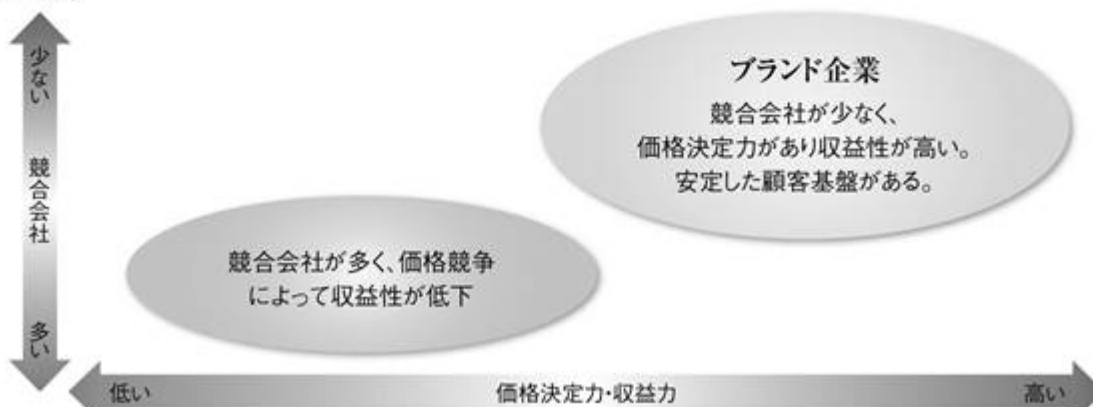 少ない
競合会社
多い
ブランド企業
競合会社が少なく、
価格決定力があり収益性が高い。
安定した顧客基盤がある。
競合会社が多く、価格競争
によって収益性が低下
低い
価格決定力・収益力
高い